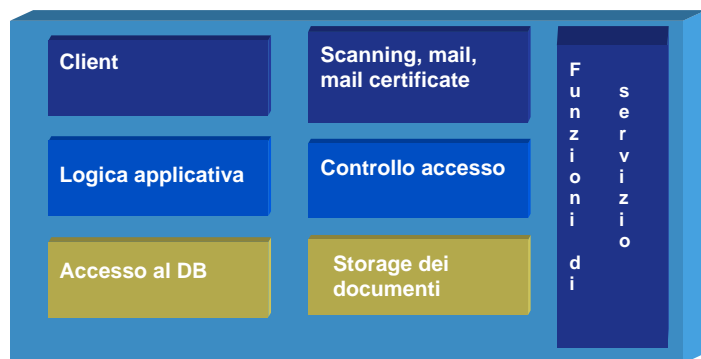 Client
Scanning, mail,
mail certificate
Logica applicativa
Controllo accesso
Accesso al DB
Storage dei
documenti
Funzioni di
servizio